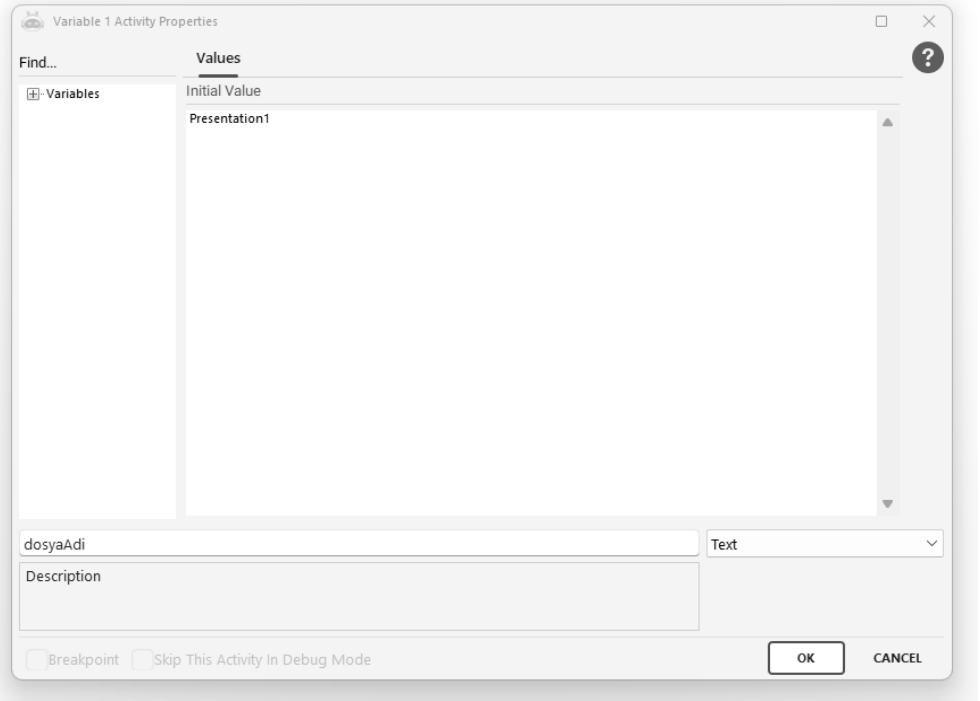 Variable 1 Activity Properties
Find...
Values
?
Variables
Initial Value
Presentation1
dosyaAdi
Text
Description
Breakpoint
Skip This Activity In Debug Mode
OK
CANCEL